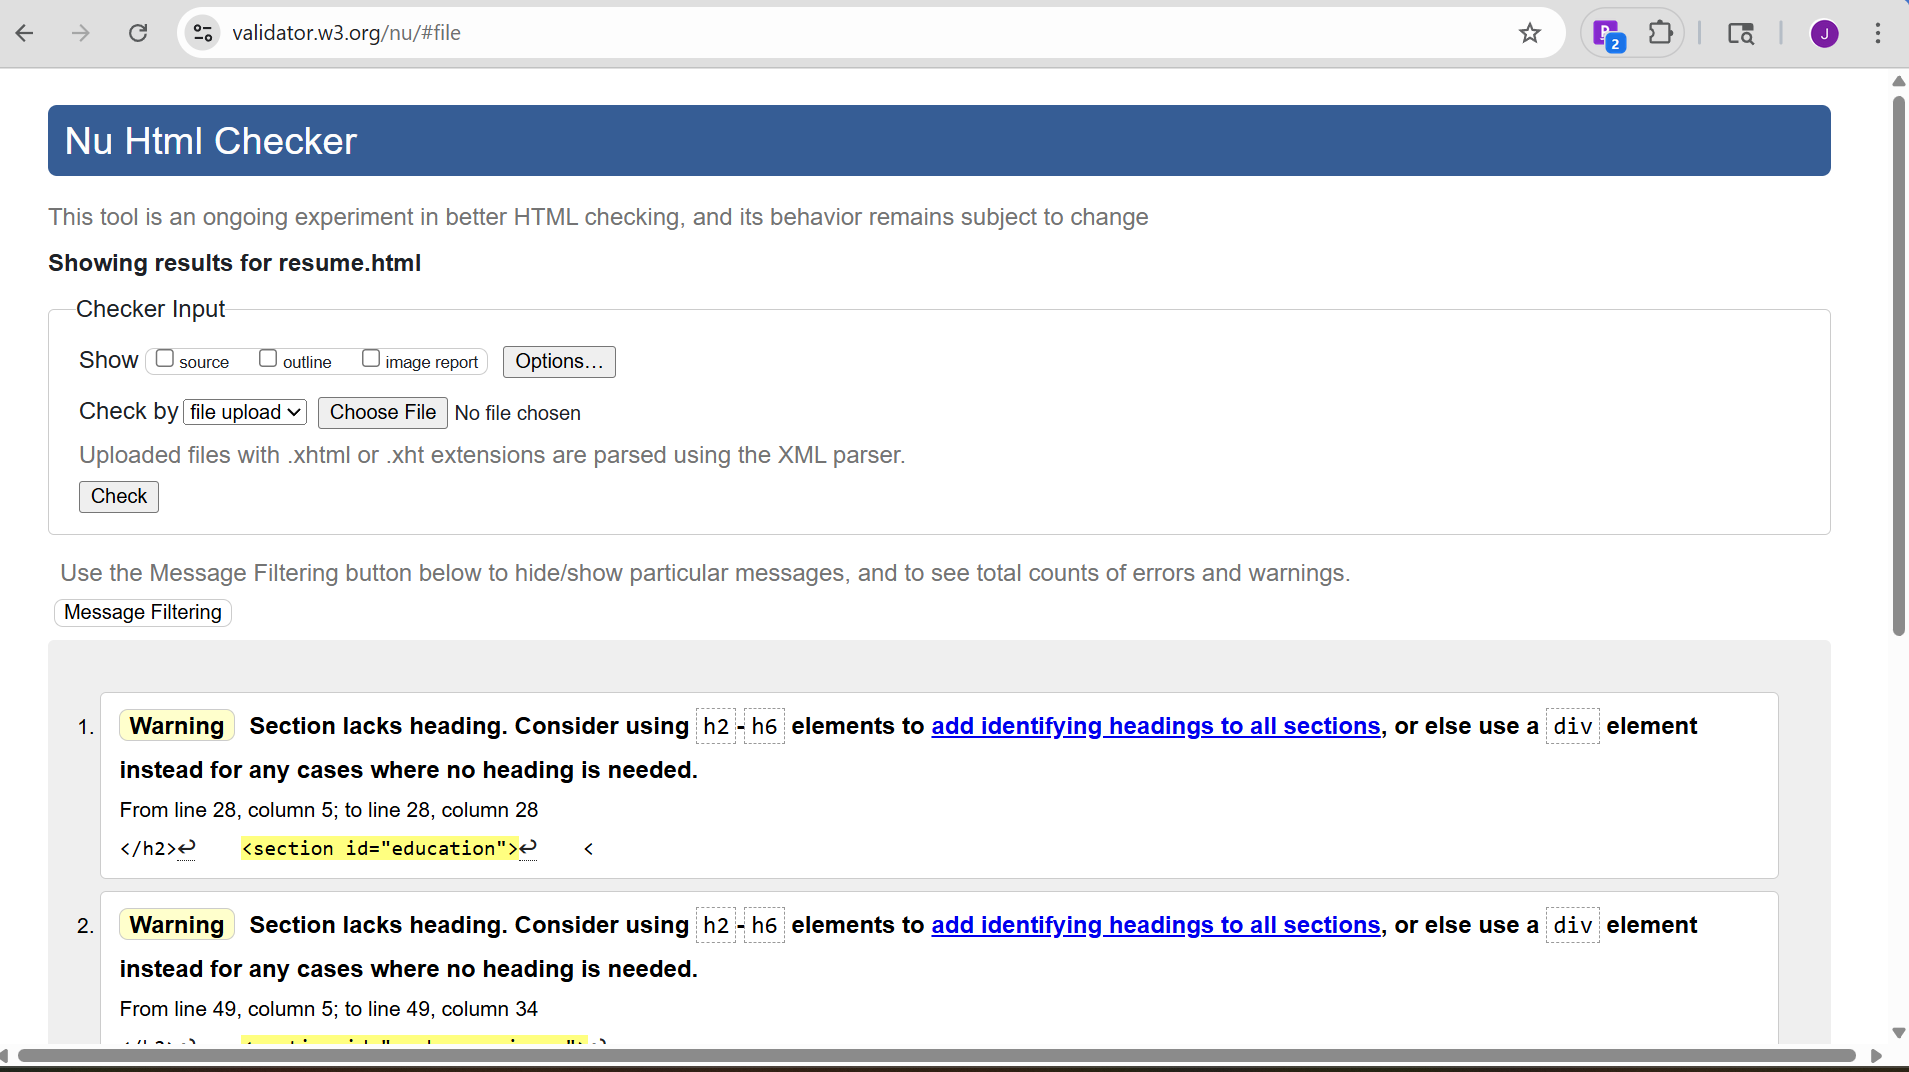 validator.w3.org/nu/#file
2
J
Nu Html Checker
This tool is an ongoing experiment in better HTML checking, and its behavior remains subject to change
Showing results for resume.html
Checker Input
Show source outline image report Options…
Check by file upload Choose File No file chosen
Uploaded files with .xhtml or .xht extensions are parsed using the XML parser.
Check
Use the Message Filtering button below to hide/show particular messages, and to see total counts of errors and warnings.
Message Filtering
1. Warning Section lacks heading. Consider using h2-h6 elements to add identifying headings to all sections, or else use a div element
instead for any cases where no heading is needed.
From line 28, column 5; to line 28, column 28
</h2>↩ <section id="education">↩ <
2. Warning Section lacks heading. Consider using h2-h6 elements to add identifying headings to all sections, or else use a div element
instead for any cases where no heading is needed.
From line 49, column 5; to line 49, column 34